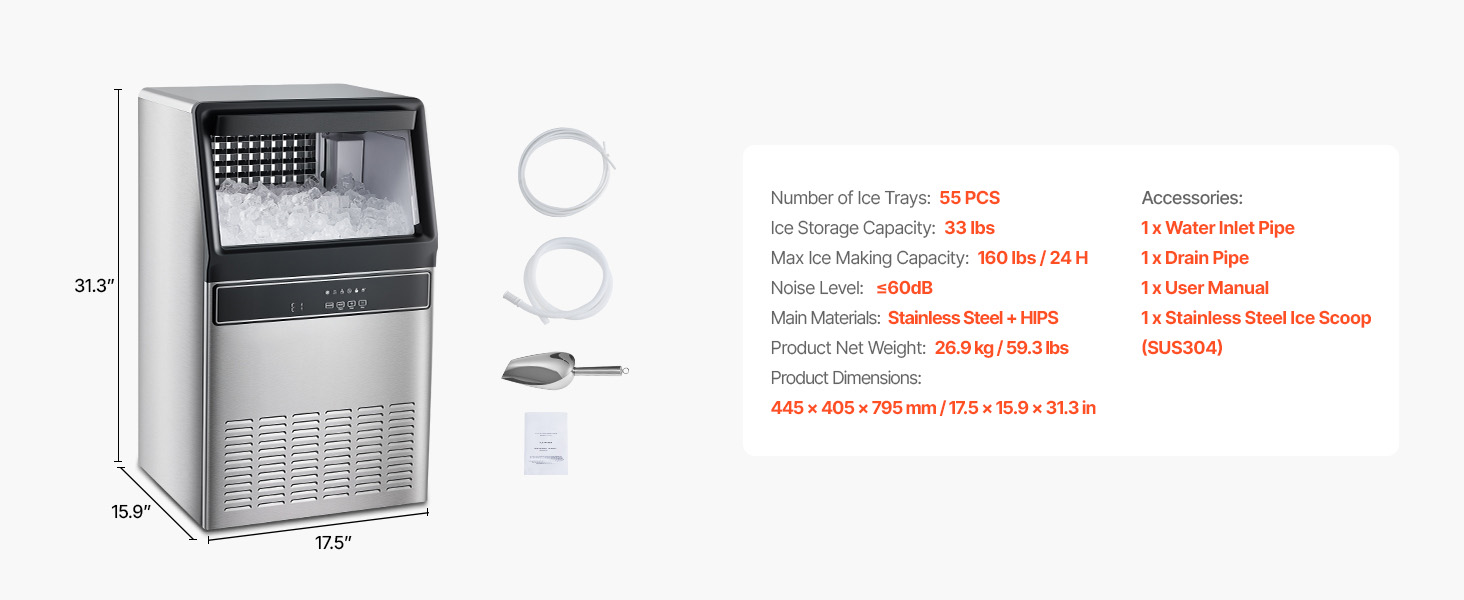 31.3”
15.9”
17.5”
Number of Ice Trays: 55 PCS
Ice Storage Capacity: 33 lbs
Max Ice Making Capacity: 160 lbs / 24 H
Noise Level: ≤60dB
Main Materials: Stainless Steel + HIPS
Product Net Weight: 26.9 kg / 59.3 lbs
Product Dimensions:
445 × 405 × 795 mm / 17.5 × 15.9 × 31.3 in
Accessories:
1 x Water Inlet Pipe
1 x Drain Pipe
1 x User Manual
1 x Stainless Steel Ice Scoop
(SUS304)